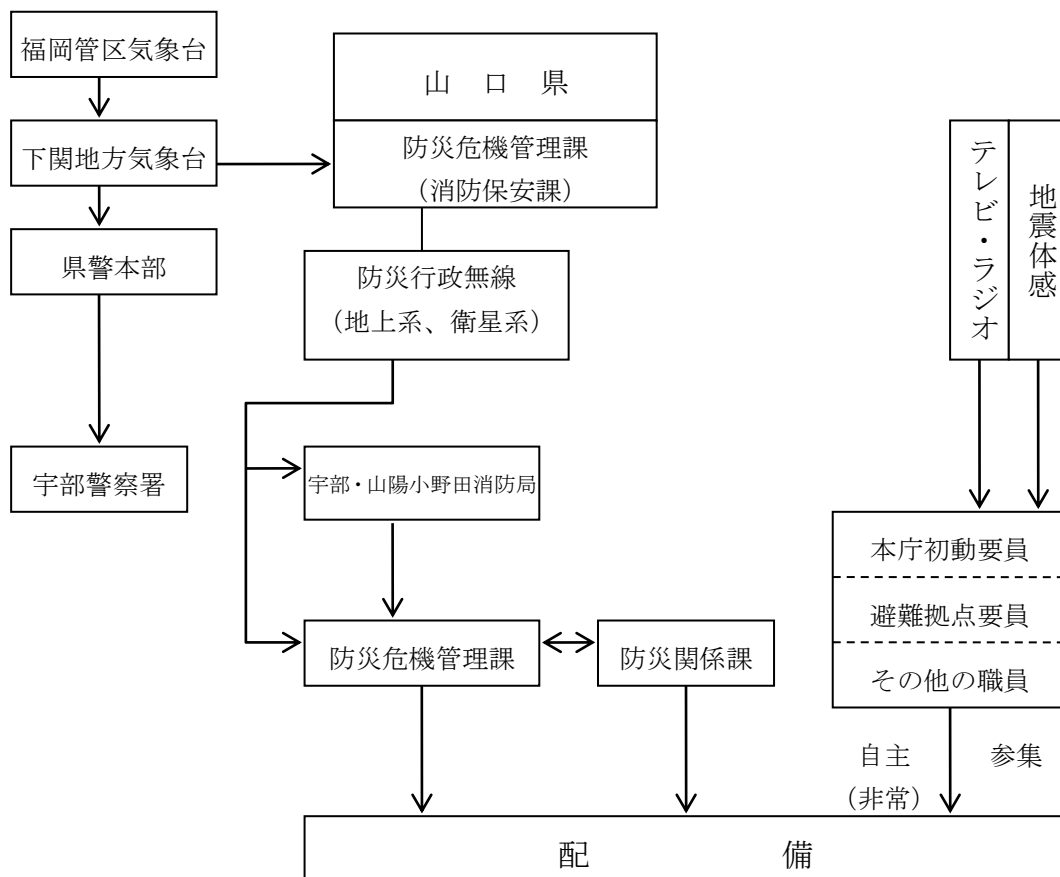 福岡管区気象台
下関地方気象台
県警本部
宇部警察署
山　口　県
防災危機管理課
（消防保安課）
防災行政無線
（地上系、衛星系）
宇部・山陽小野田消防局
防災危機管理課
防災関係課
テレビ・ラジオ
地震体感
本庁初動要員
避難拠点要員
その他の職員
自主　　　参集
（非常）
配　　　　　備